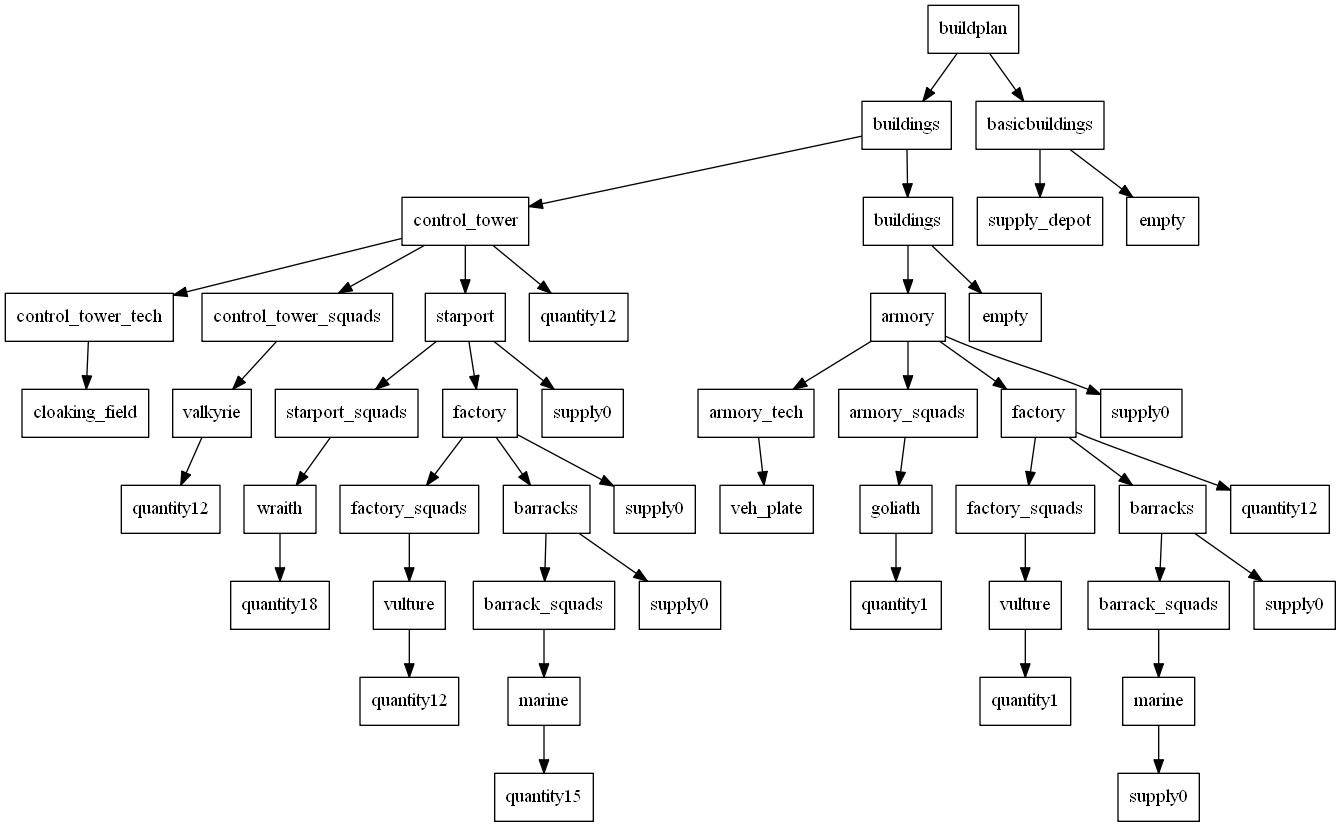 buildplan
buildings
basicbuildings
control_tower
buildings
supply_depot
empty
control_tower_tech
control_tower_squads
starport
quantity12
armory
empty
cloaking_field
valkyrie
starport_squads
factory
supply0
armory_tech
armory_squads
factory
supply0
quantity12
wraith
factory_squads
barracks
supply0
veh_plate
goliath
factory_squads
barracks
quantity12
quantity18
vulture
barrack_squads
supply0
quantity1
vulture
barrack_squads
supply0
quantity12
marine
quantity1
marine
quantity15
supply0